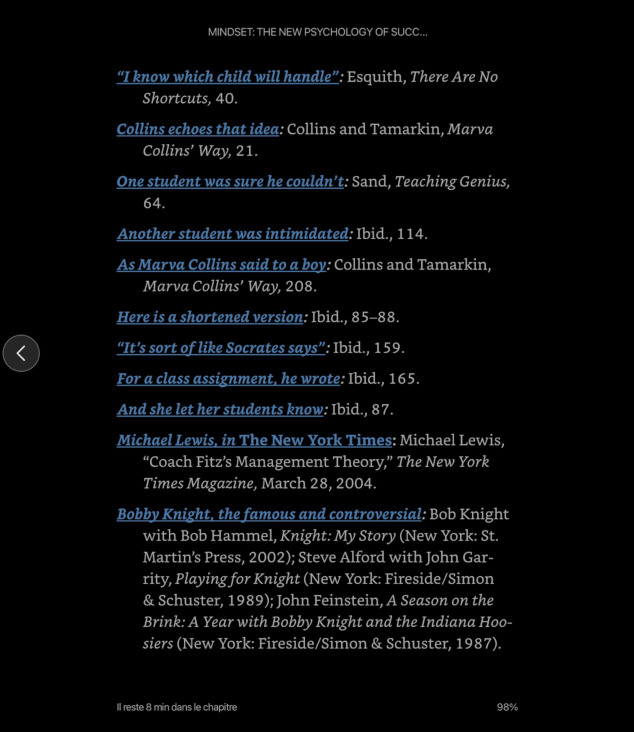 MINDSET: THE NEW PSYCHOLOGY OF SUCC...
“I know which child will handle”: Esquith, There Are No
Shortcuts, 40.
Collins echoes that idea: Collins and Tamarkin, Marva
Collins’ Way, 21.
One student was sure he couldn’t: Sand, Teaching Genius,
64.
Another student was intimidated: Ibid., 114.
As Marva Collins said to a boy: Collins and Tamarkin,
Marva Collins’ Way, 208.
Here is a shortened version: Ibid., 85–88.
“It’s sort of like Socrates says”: Ibid., 159.
For a class assignment, he wrote: Ibid., 165.
And she let her students know: Ibid., 87.
Michael Lewis, in The New York Times: Michael Lewis,
“Coach Fitz’s Management Theory,” The New York
Times Magazine, March 28, 2004.
Bobby Knight, the famous and controversial: Bob Knight
with Bob Hammel, Knight: My Story (New York: St.
Martin’s Press, 2002); Steve Alford with John Gar-
rity, Playing for Knight (New York: Fireside/Simon
& Schuster, 1989); John Feinstein, A Season on the
Brink: A Year with Bobby Knight and the Indiana Hoo-
siers (New York: Fireside/Simon & Schuster, 1987).
Il reste 8 min dans le chapitre 98%